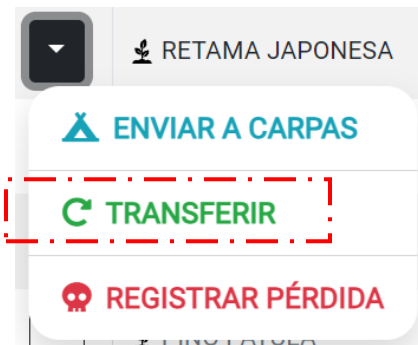 RETAMA JAPONESA
ENVIAR A CARPAS
TRANSFERIR
REGISTRAR PÉRDIDA